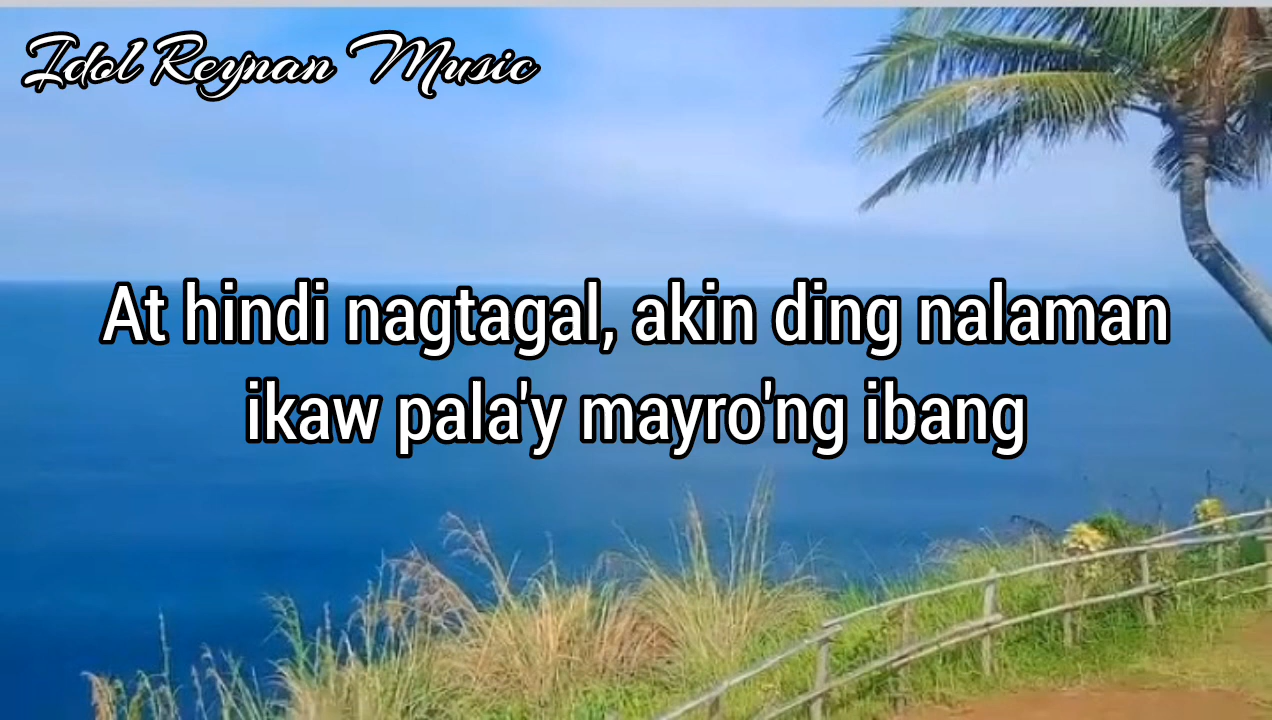 Idol Reynan Music
At hindi nagtagal, akin ding nalaman
ikaw pala'y mayro'ng ibang